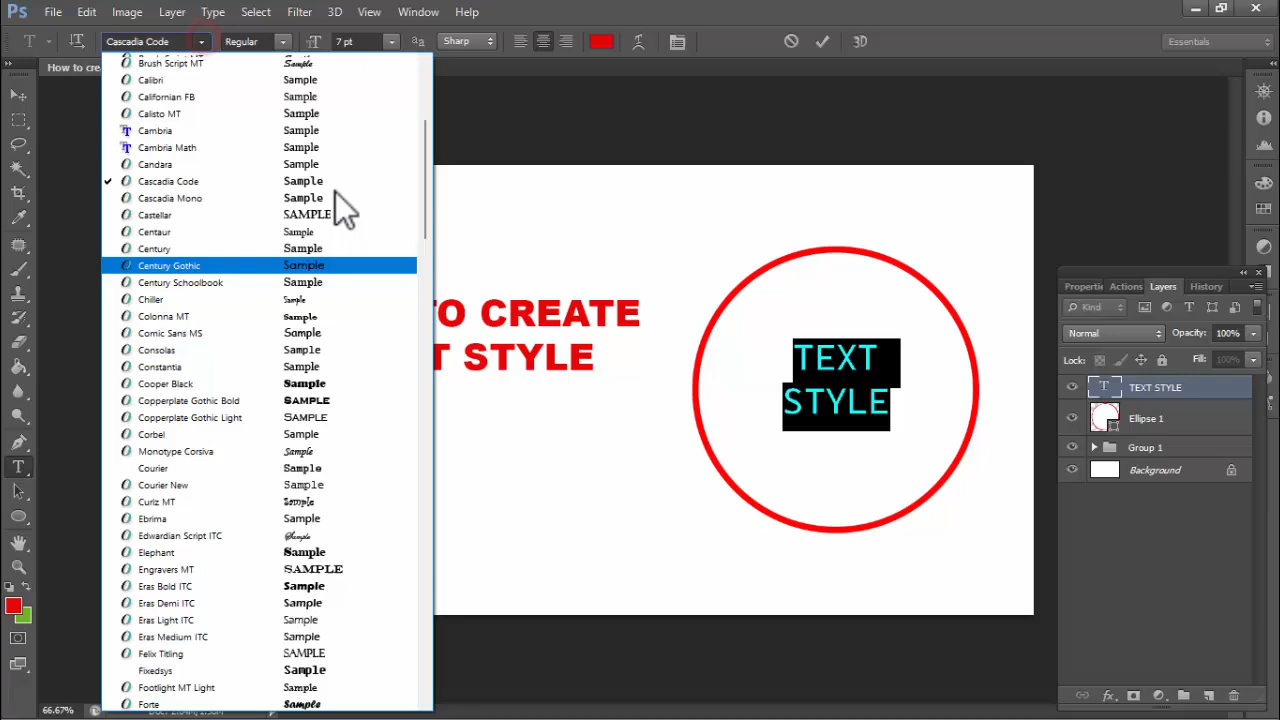 Ps File Edit Image Layer Type Select Filter 3D View Window Help
Cascadia Code Regular 7 pt Sharp 3D Essentials
How to cre
Brush Script MT Sample
Calibri Sample
Californian FB Sample
Calisto MT Sample
Cambria Sample
Cambria Math Sample
Candara Sample
Cascadia Code Sample
Cascadia Mono Sample
Castellar SAMPLE
Centaur Sample
Century Sample
Century Gothic Sample
Century Schoolbook Sample
Chiller Sample
Colonna MT Sample
Comic Sans MS Sample
Consolas Sample
Constantia Sample
Cooper Black Sample
Copperplate Gothic Bold SAMPLE
Copperplate Gothic Light SAMPLE
Corbel Sample
Monotype Corsiva Sample
Courier Sample
Courier New Sample
Curlz MT Sample
Ebrima Sample
Edwardian Script ITC Sample
Elephant Sample
Engravers MT SAMPLE
Eras Bold ITC Sample
Eras Demi ITC Sample
Eras Light ITC Sample
Eras Medium ITC Sample
Felix Titling SAMPLE
Fixedsys Sample
Footlight MT Light Sample
Forte Sample
TO CREATE
T STYLE
TEXT
STYLE
Properti Actions Layers History
Kind
Normal Opacity: 100%
Lock: Fill: 100%
TEXT STYLE
Ellipse 1
Group 1
Background
66.67%